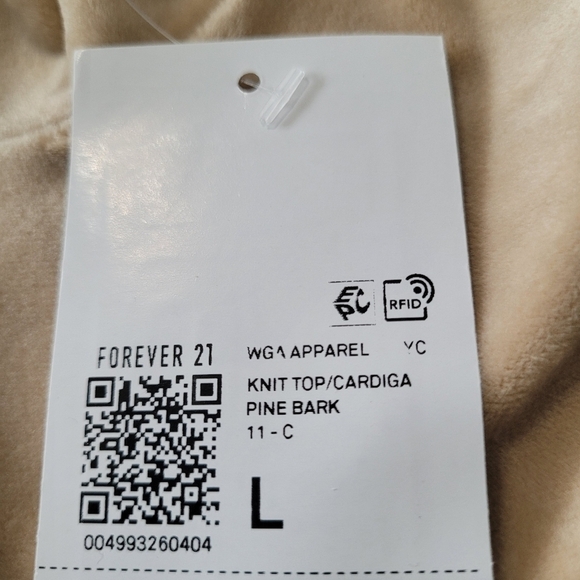 EPC
RFID
FOREVER 21
WGA APPAREL YC
KNIT TOP/CARDIGA
PINE BARK
11 - C
L
004993260404